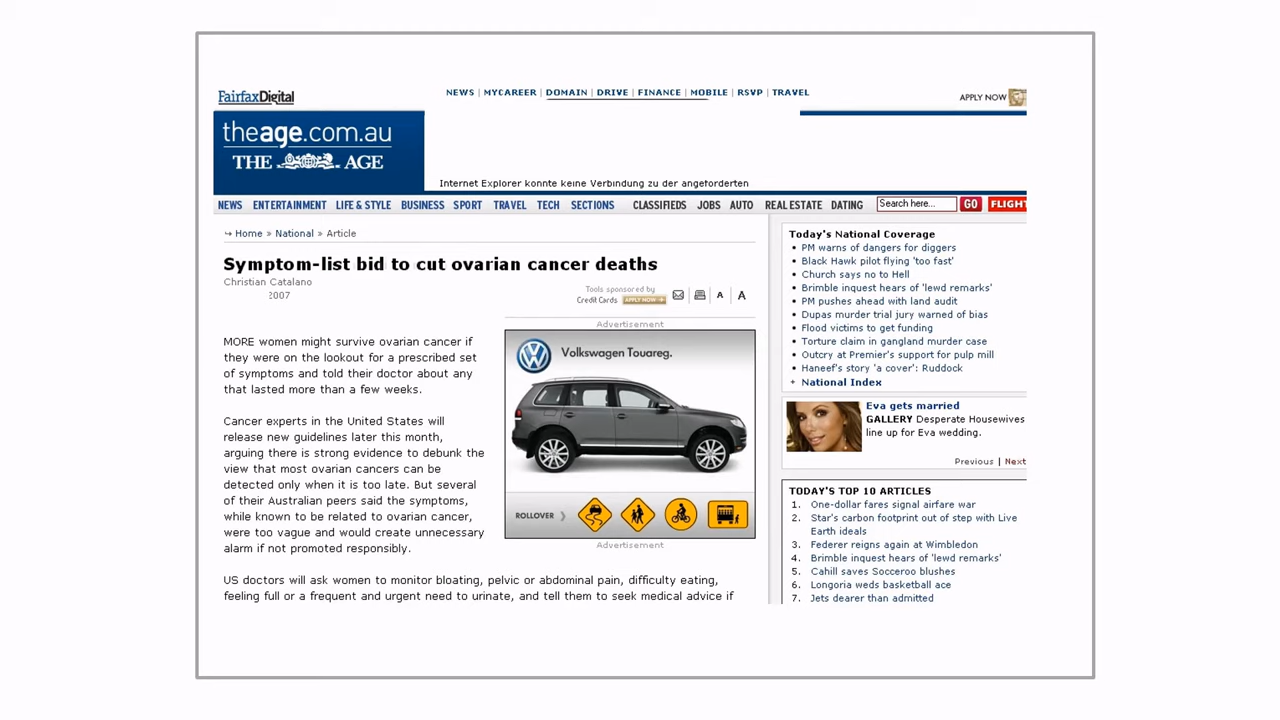 FairfaxDigital
NEWS | MYCAREER | DOMAIN | DRIVE | FINANCE | MOBILE | RSVP | TRAVEL
APPLY NOW
theage.com.au
THE AGE
Internet Explorer konnte keine Verbindung zu der angeforderten
NEWS ENTERTAINMENT LIFE & STYLE BUSINESS SPORT TRAVEL TECH SECTIONS CLASSIFIEDS JOBS AUTO REAL ESTATE DATING Search here... GO FLIGH
Home » National » Article
Symptom-list bid to cut ovarian cancer deaths
Christian Catalano
2007
Tools sponsored by
Credit Cards APPLY NOW
A A
Advertisement
MORE women might survive ovarian cancer if
they were on the lookout for a prescribed set
of symptoms and told their doctor about any
that lasted more than a few weeks.
Cancer experts in the United States will
release new guidelines later this month,
arguing there is strong evidence to debunk the
view that most ovarian cancers can be
detected only when it is too late. But several
of their Australian peers said the symptoms,
while known to be related to ovarian cancer,
were too vague and would create unnecessary
alarm if not promoted responsibly.
Volkswagen Touareg.
ROLLOVER
Advertisement
US doctors will ask women to monitor bloating, pelvic or abdominal pain, difficulty eating,
feeling full or a frequent and urgent need to urinate, and tell them to seek medical advice if
Today's National Coverage
• PM warns of dangers for diggers
• Black Hawk pilot flying 'too fast'
• Church says no to Hell
• Brimble inquest hears of 'lewd remarks'
• PM pushes ahead with land audit
• Dupas murder trial jury warned of bias
• Flood victims to get funding
• Torture claim in gangland murder case
• Outcry at Premier's support for pulp mill
• Haneef's story 'a cover': Ruddock
+ National Index
Eva gets married
GALLERY Desperate Housewives
line up for Eva wedding.
Previous | Next
TODAY'S TOP 10 ARTICLES
1. One-dollar fares signal airfare war
2. Star's carbon footprint out of step with Live
Earth ideals
3. Federer reigns again at Wimbledon
4. Brimble inquest hears of 'lewd remarks'
5. Cahill saves Socceroo blushes
6. Longoria weds basketball ace
7. Jets dearer than admitted